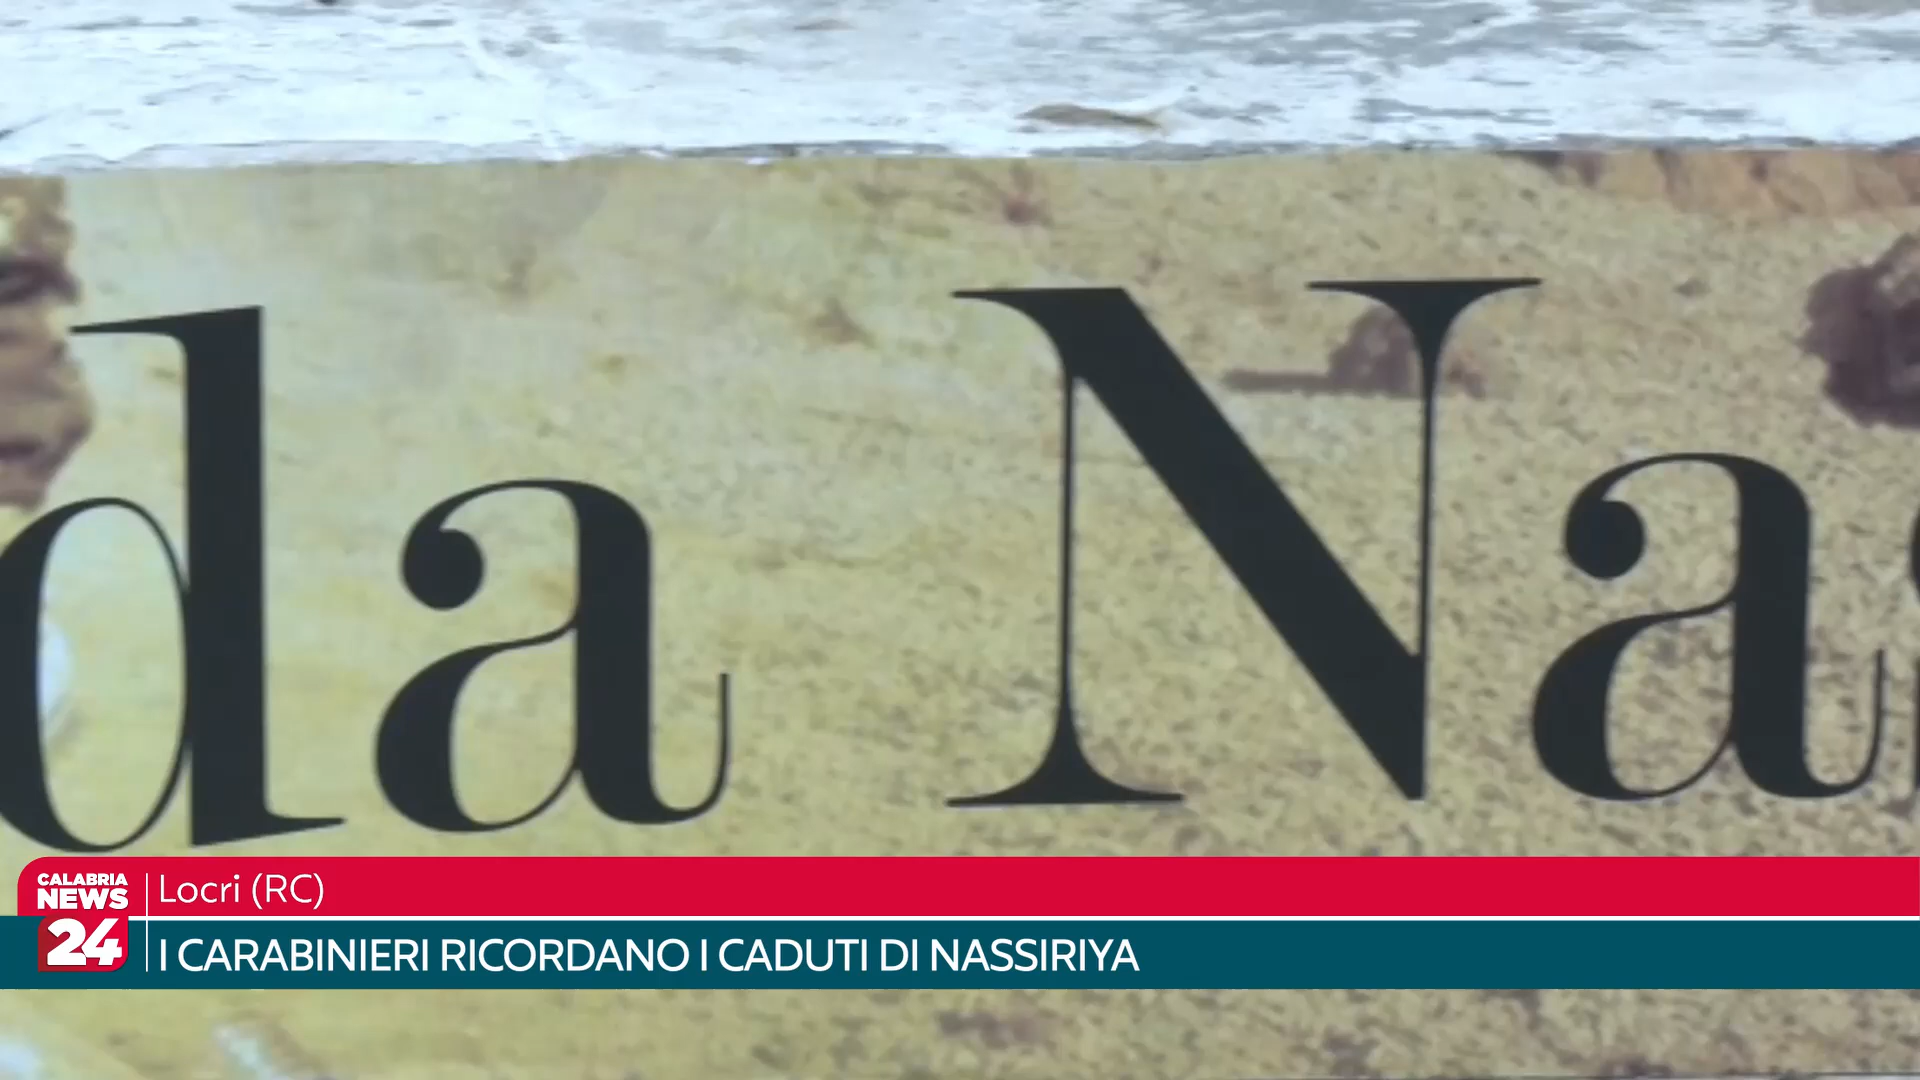 da Na
CALABRIA
NEWS
24
Locri (RC)
I CARABINIERI RICORDANO I CADUTI DI NASSIRIYA